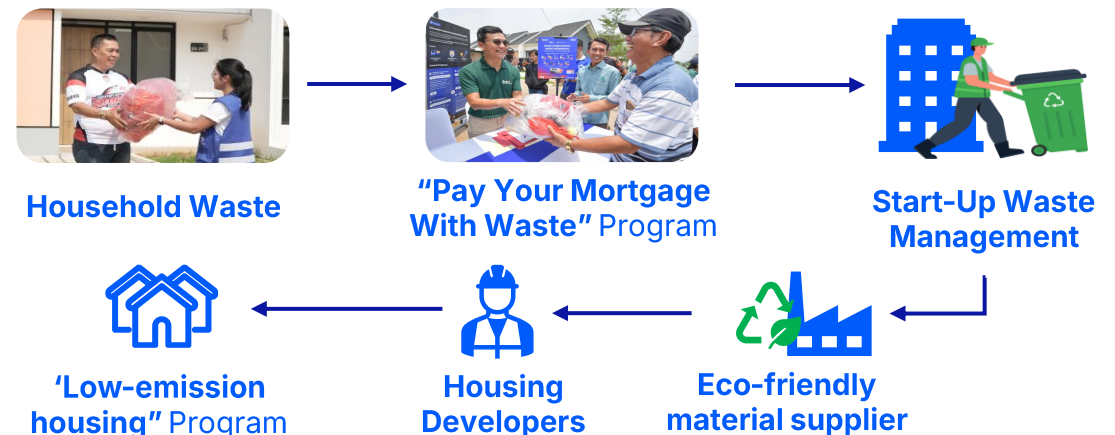 Household Waste
“Pay Your Mortgage
With Waste” Program
Start-Up Waste
Management
‘Low-emission
housing” Program
Housing
Developers
Eco-friendly
material supplier